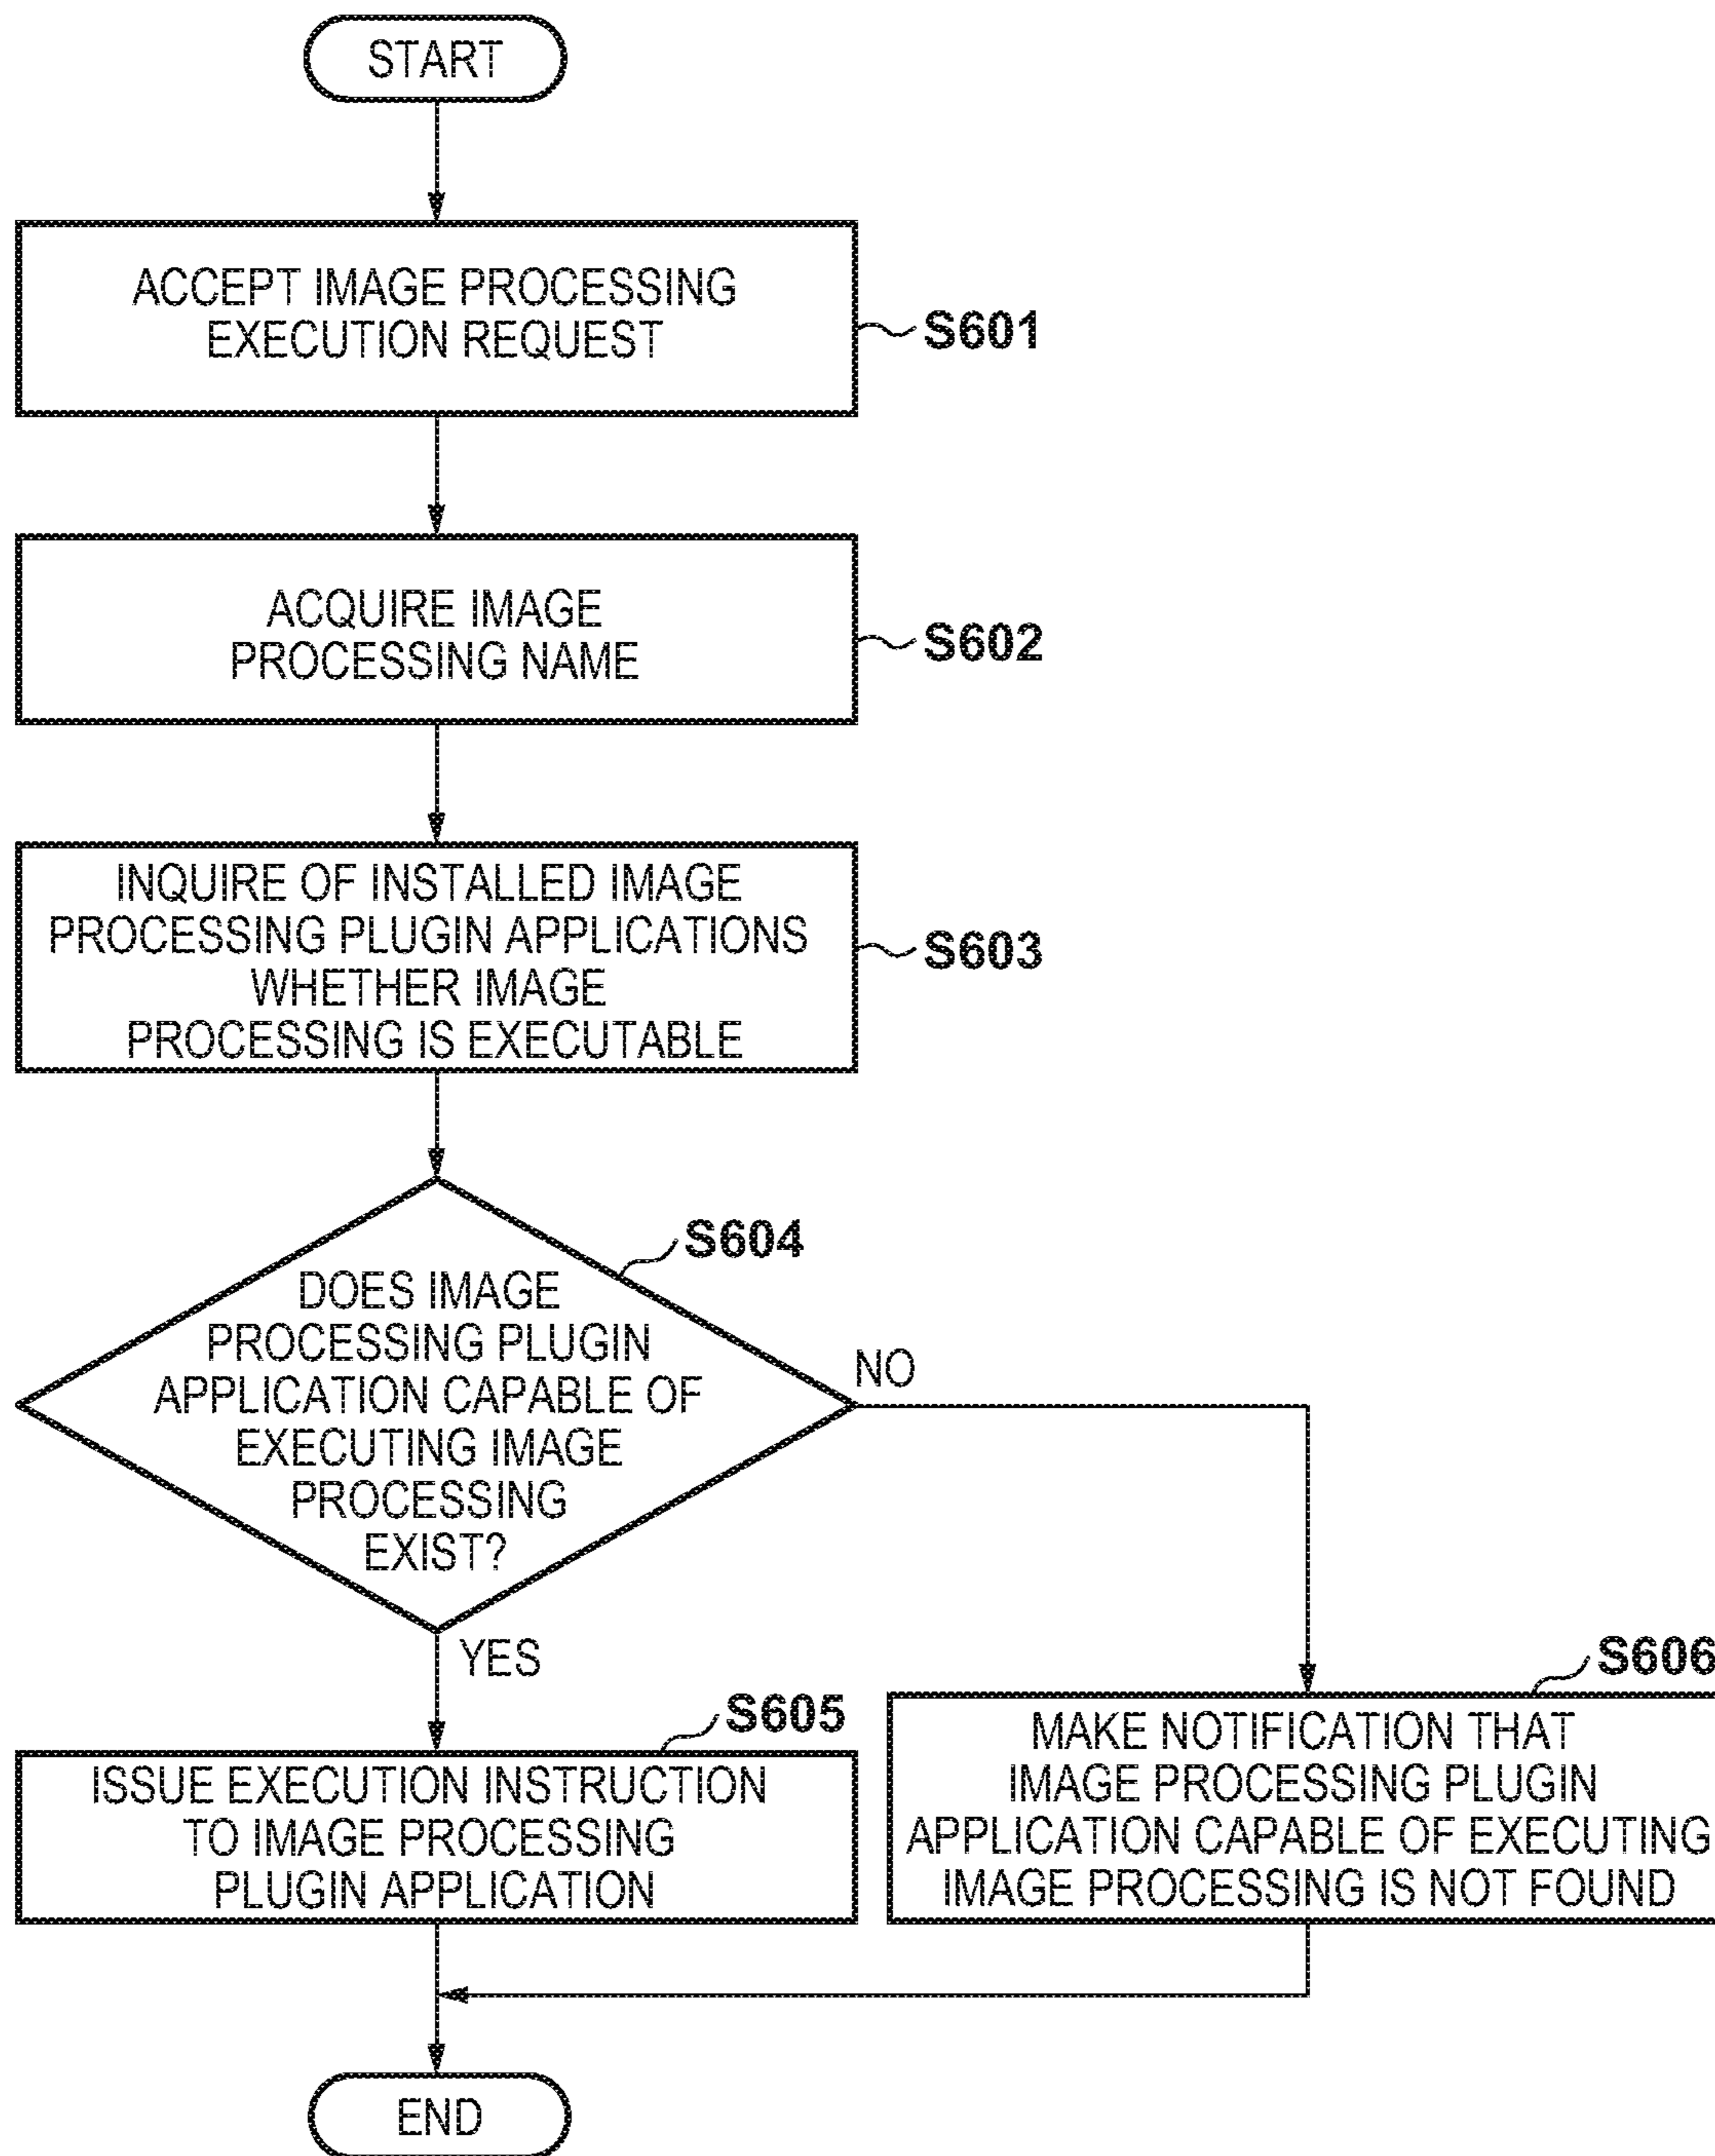 START
ACCEPT IMAGE PROCESSING
EXECUTION REQUEST
S601
ACQUIRE IMAGE
PROCESSING NAME
S602
INQUIRE OF INSTALLED IMAGE
PROCESSING PLUGIN APPLICATIONS
WHETHER IMAGE
PROCESSING IS EXECUTABLE
S603
S604
DOES IMAGE
PROCESSING PLUGIN
APPLICATION CAPABLE OF
EXECUTING IMAGE
PROCESSING
EXIST?
NO
YES
S605
ISSUE EXECUTION INSTRUCTION
TO IMAGE PROCESSING
PLUGIN APPLICATION
S606
MAKE NOTIFICATION THAT
IMAGE PROCESSING PLUGIN
APPLICATION CAPABLE OF EXECUTING
IMAGE PROCESSING IS NOT FOUND
END